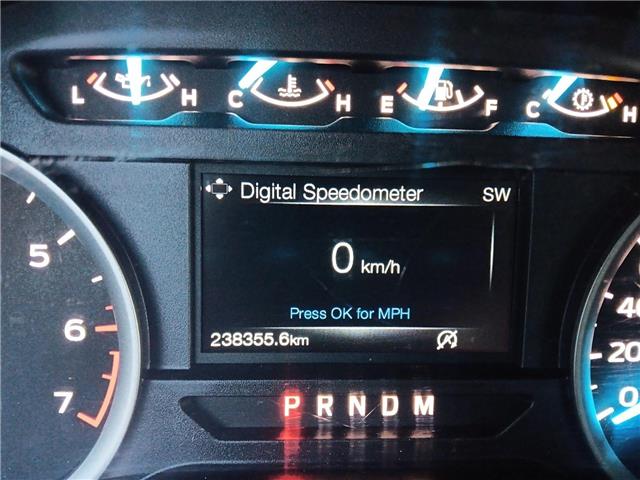 L H C H E F C H
Digital Speedometer SW
0 km/h
Press OK for MPH
238355.6km
P R N D M
5
6
7
40
20
0